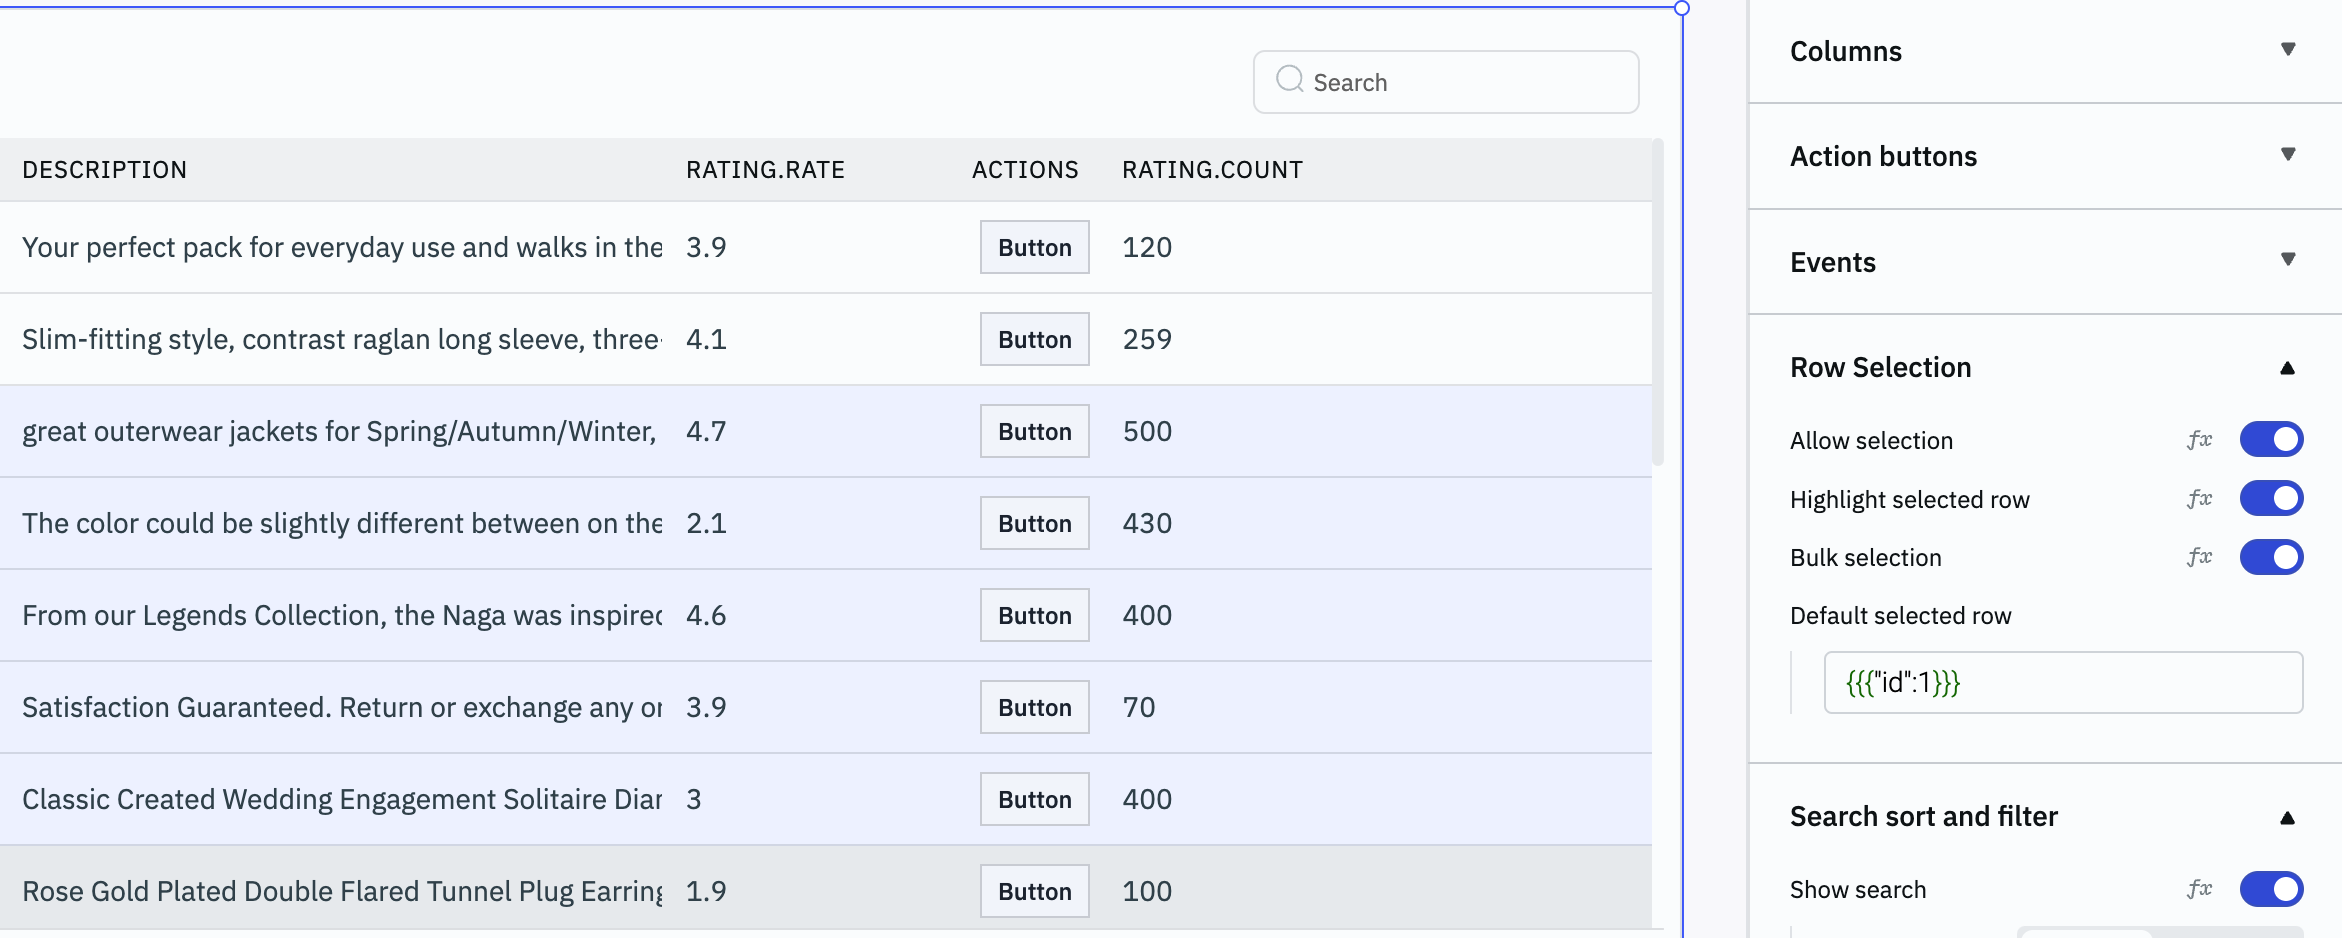 Search
DESCRIPTION RATING.RATE ACTIONS RATING.COUNT
Your perfect pack for everyday use and walks in the 3.9 Button 120
Slim-fitting style, contrast raglan long sleeve, three- 4.1 Button 259
great outerwear jackets for Spring/Autumn/Winter, 4.7 Button 500
The color could be slightly different between on the 2.1 Button 430
From our Legends Collection, the Naga was inspired 4.6 Button 400
Satisfaction Guaranteed. Return or exchange any or 3.9 Button 70
Classic Created Wedding Engagement Solitaire Diam 3 Button 400
Rose Gold Plated Double Flared Tunnel Plug Earring 1.9 Button 100
Columns
Action buttons
Events
Row Selection
Allow selection fx
Highlight selected row fx
Bulk selection fx
Default selected row
{{{"id":1}}}
Search sort and filter
Show search fx